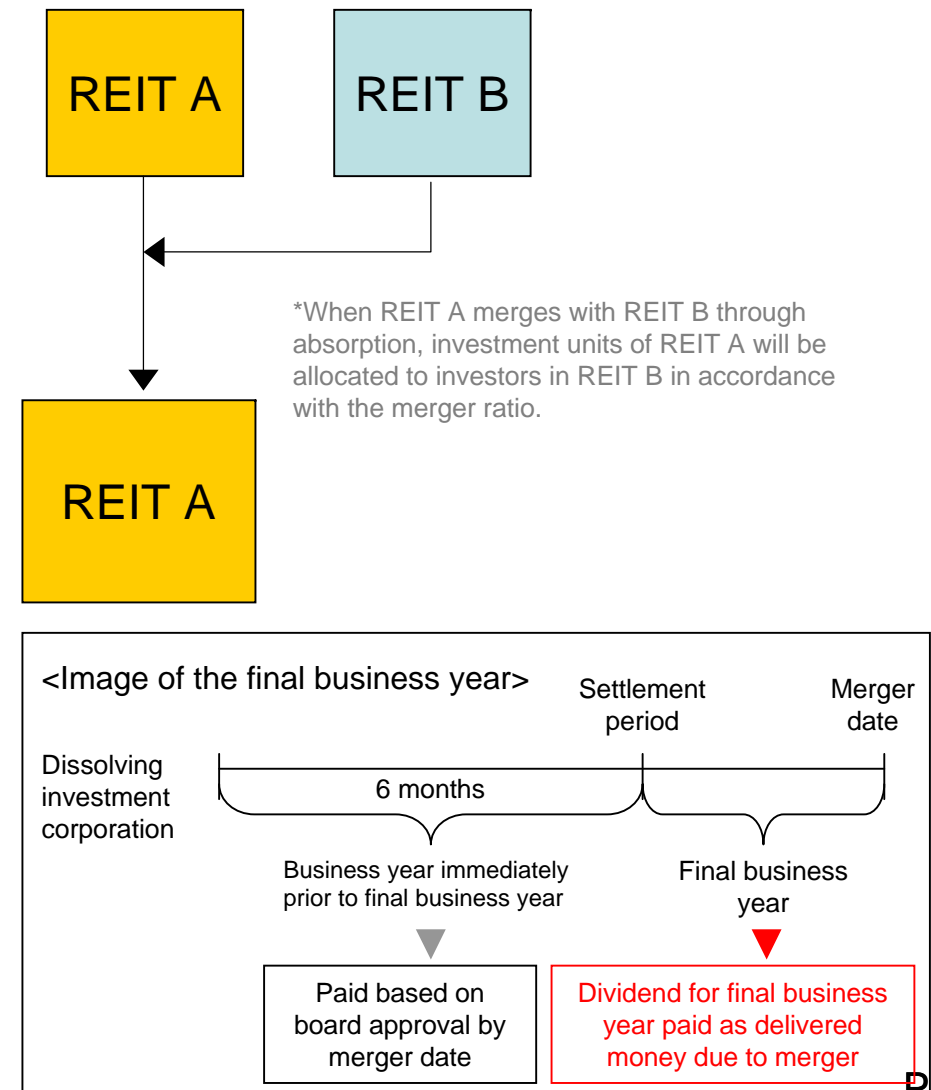 REIT A
REIT B
*When REIT A merges with REIT B through
absorption, investment units of REIT A will be
allocated to investors in REIT B in accordance
with the merger ratio.
REIT A
<Image of the final business year>
Settlement
period
Merger
date
Dissolving
investment
corporation
6 months
Business year immediately
prior to final business year
Final business
year
Paid based on
board approval by
merger date
Dividend for final business
year paid as delivered
money due to merger